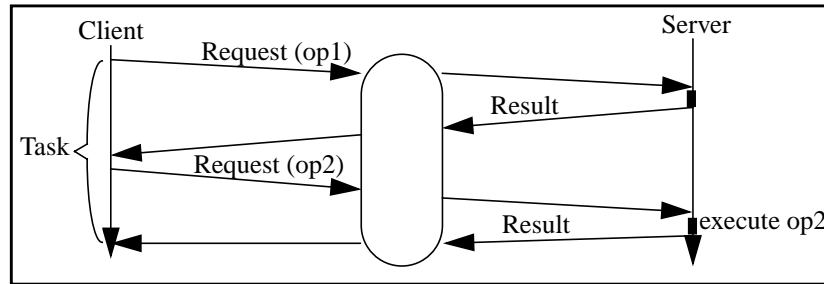 Client
Server
Request (op1)
Result
Task
Request (op2)
Result
execute op2